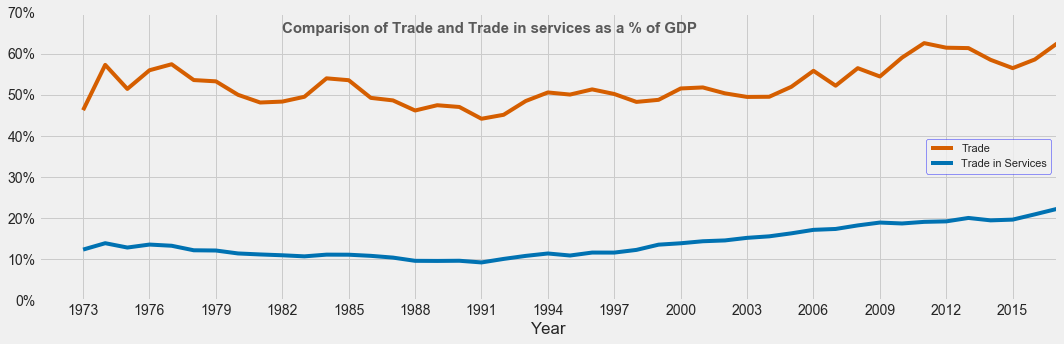 Comparison of Trade and Trade in services as a % of GDP
70%
60%
50%
40%
30%
20%
10%
0%
Trade
Trade in Services
1973 1976 1979 1982 1985 1988 1991 1994 1997 2000 2003 2006 2009 2012 2015
Year